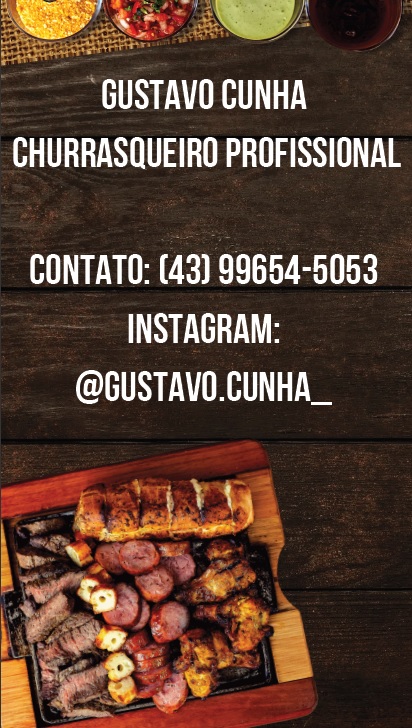 GUSTAVO CUNHA
CHURRASQUEIRO PROFISSIONAL
CONTATO: (43) 99654-5053
INSTAGRAM:
@GUSTAVO.CUNHA_